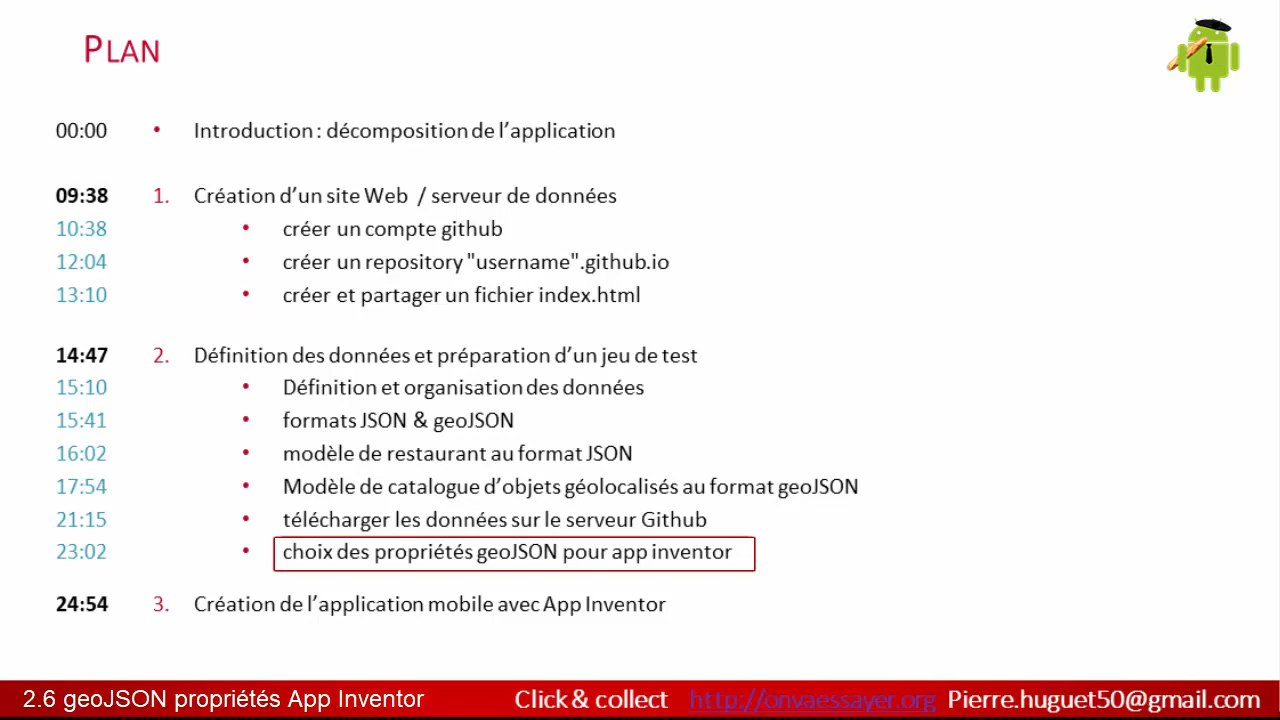 PLAN
00:00 • Introduction : décomposition de l’application
09:38 1. Création d’un site Web / serveur de données
10:38 • créer un compte github
12:04 • créer un repository "username".github.io
13:10 • créer et partager un fichier index.html
14:47 2. Définition des données et préparation d’un jeu de test
15:10 • Définition et organisation des données
15:41 • formats JSON & geoJSON
16:02 • modèle de restaurant au format JSON
17:54 • Modèle de catalogue d’objets géolocalisés au format geoJSON
21:15 • télécharger les données sur le serveur Github
23:02 • choix des propriétés geoJSON pour app inventor
24:54 3. Création de l’application mobile avec App Inventor
2.6 geoJSON propriétés App Inventor Click & collect http://onvaessayer.org Pierre.huguet50@gmail.com